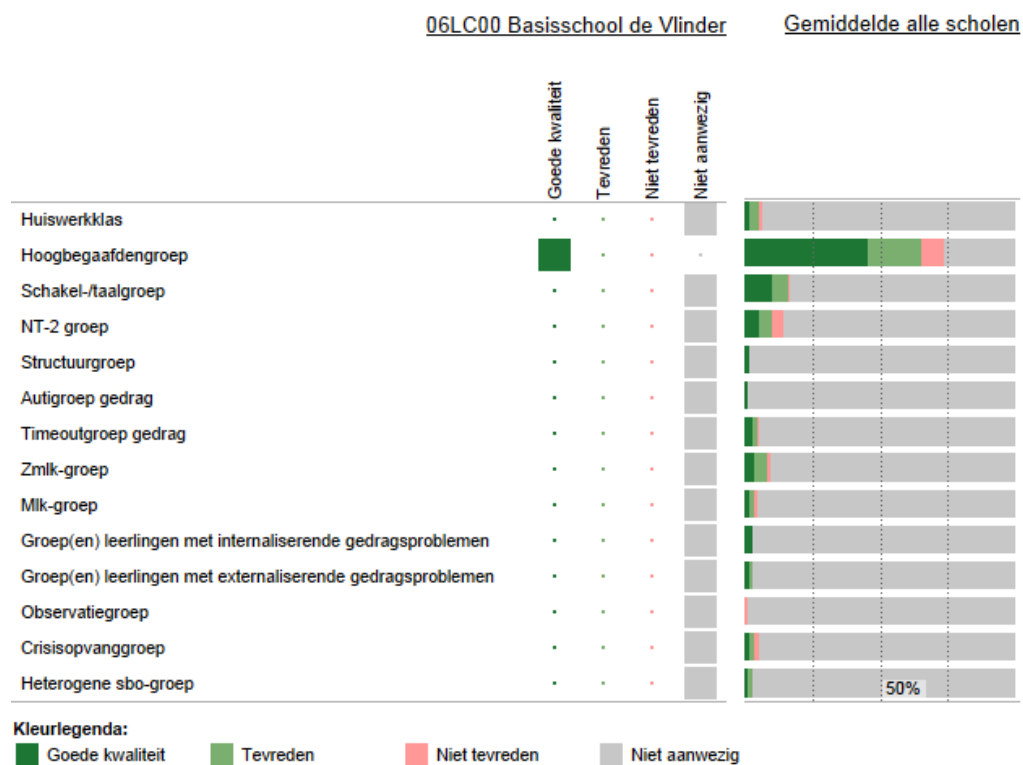 06LC00 Basisschool de Vlinder
Gemiddelde alle scholen
Goede kwaliteit
Tevreden
Niet tevreden
Niet aanwezig
Huiswerkklas
Hoogbegaafdengroep
Schakel-/taalgroep
NT-2 groep
Structuurgroep
Autigroep gedrag
Timeoutgroep gedrag
Zmlk-groep
Mlk-groep
Groep(en) leerlingen met internaliserende gedragsproblemen
Groep(en) leerlingen met externaliserende gedragsproblemen
Observatiegroep
Crisisopvanggroep
Heterogene sbo-groep
50%
Kleurlegenda:
Goede kwaliteit
Tevreden
Niet tevreden
Niet aanwezig